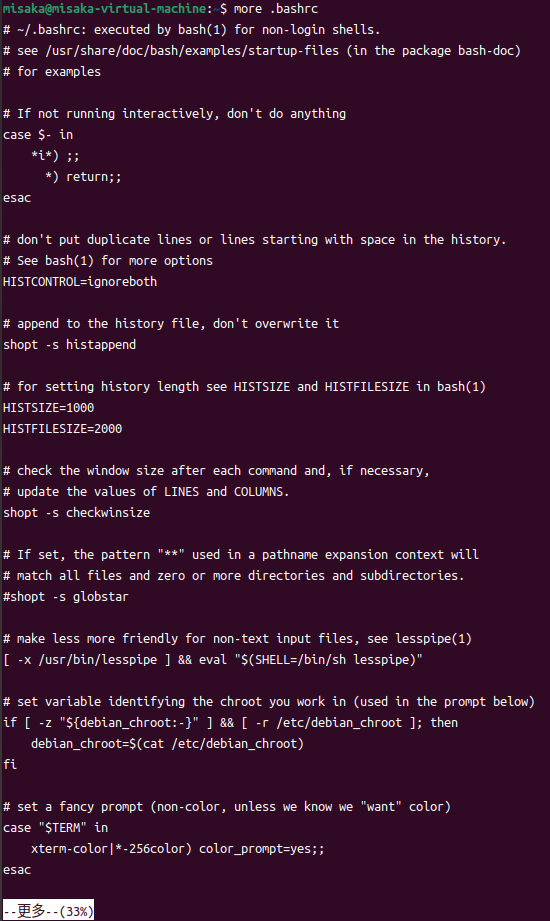 misaka@misaka-virtual-machine:~$ more .bashrc
# ~/.bashrc: executed by bash(1) for non-login shells.
# see /usr/share/doc/bash/examples/startup-files (in the package bash-doc)
# for examples

# If not running interactively, don't do anything
case $- in
    *i*) ;;
      *) return;;
esac

# don't put duplicate lines or lines starting with space in the history.
# See bash(1) for more options
HISTCONTROL=ignoreboth

# append to the history file, don't overwrite it
shopt -s histappend

# for setting history length see HISTSIZE and HISTFILESIZE in bash(1)
HISTSIZE=1000
HISTFILESIZE=2000

# check the window size after each command and, if necessary,
# update the values of LINES and COLUMNS.
shopt -s checkwinsize

# If set, the pattern "**" used in a pathname expansion context will
# match all files and zero or more directories and subdirectories.
#shopt -s globstar

# make less more friendly for non-text input files, see lesspipe(1)
[ -x /usr/bin/lesspipe ] && eval "$(SHELL=/bin/sh lesspipe)"

# set variable identifying the chroot you work in (used in the prompt below)
if [ -z "${debian_chroot:-}" ] && [ -r /etc/debian_chroot ]; then
    debian_chroot=$(cat /etc/debian_chroot)
fi

# set a fancy prompt (non-color, unless we know we "want" color)
case "$TERM" in
    xterm-color|*-256color) color_prompt=yes;;
esac

--更多--(33%)